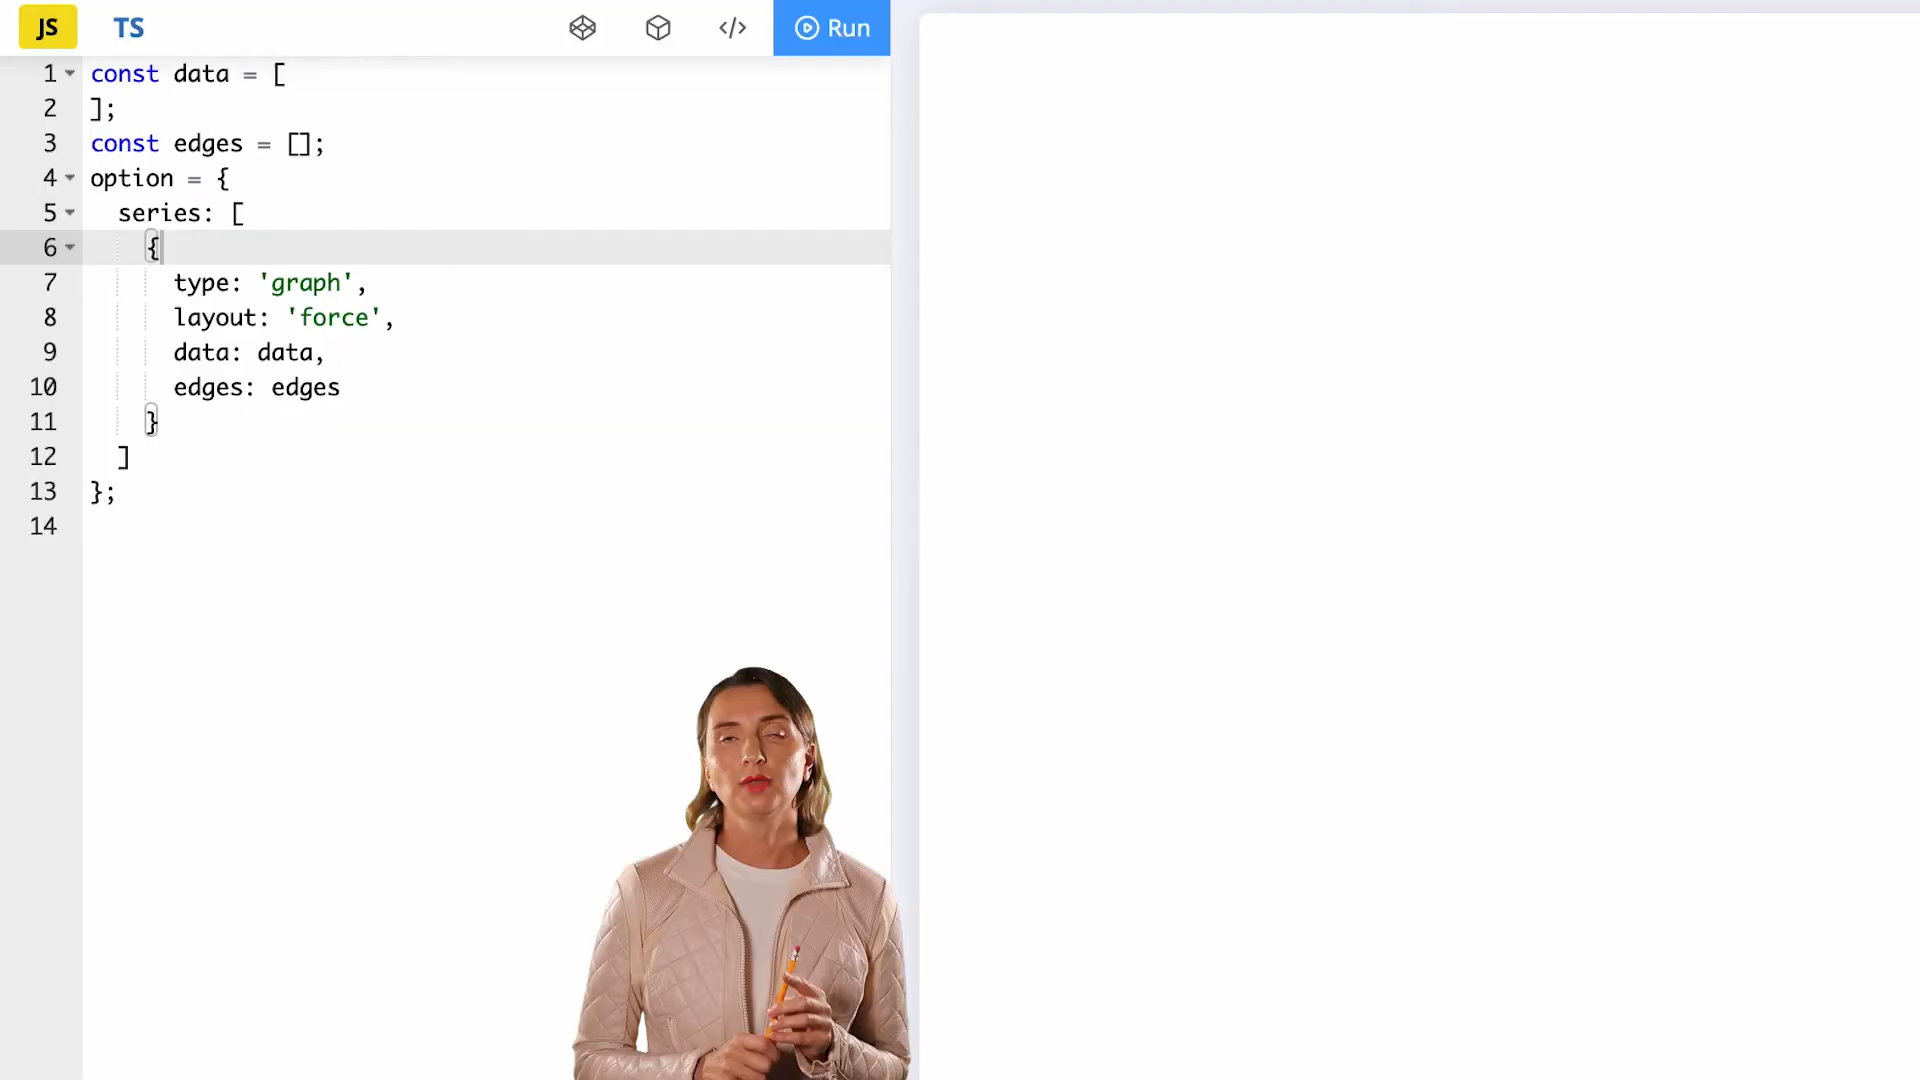 JS TS </> Run
1 const data = [
2 ];
3 const edges = [];
4 option = {
5 series: [
6 {
7 type: 'graph',
8 layout: 'force',
9 data: data,
10 edges: edges
11 }
12 ]
13 };
14